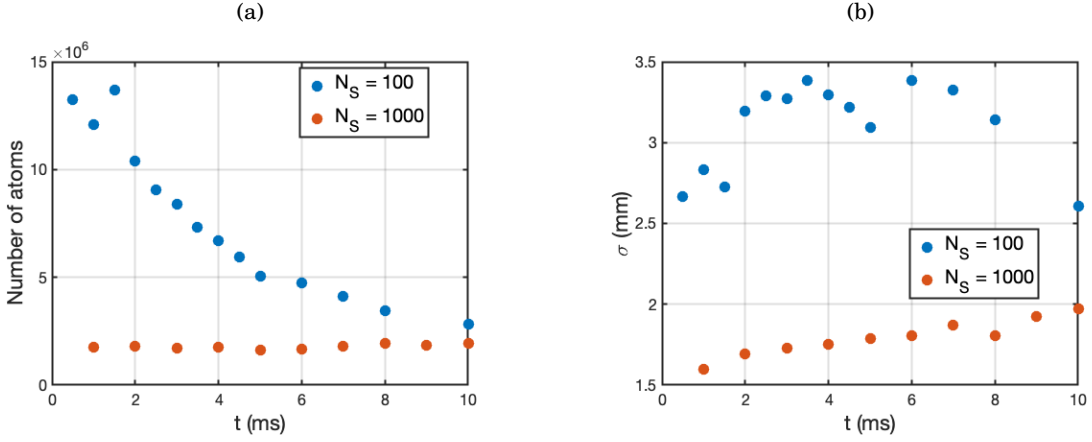 (a)
×10⁶
15
10
5
0
Number of atoms
N_S = 100
N_S = 1000
0 2 4 6 8 10
t (ms)
(b)
3.5
3
2.5
2
1.5
σ (mm)
N_S = 100
N_S = 1000
0 2 4 6 8 10
t (ms)